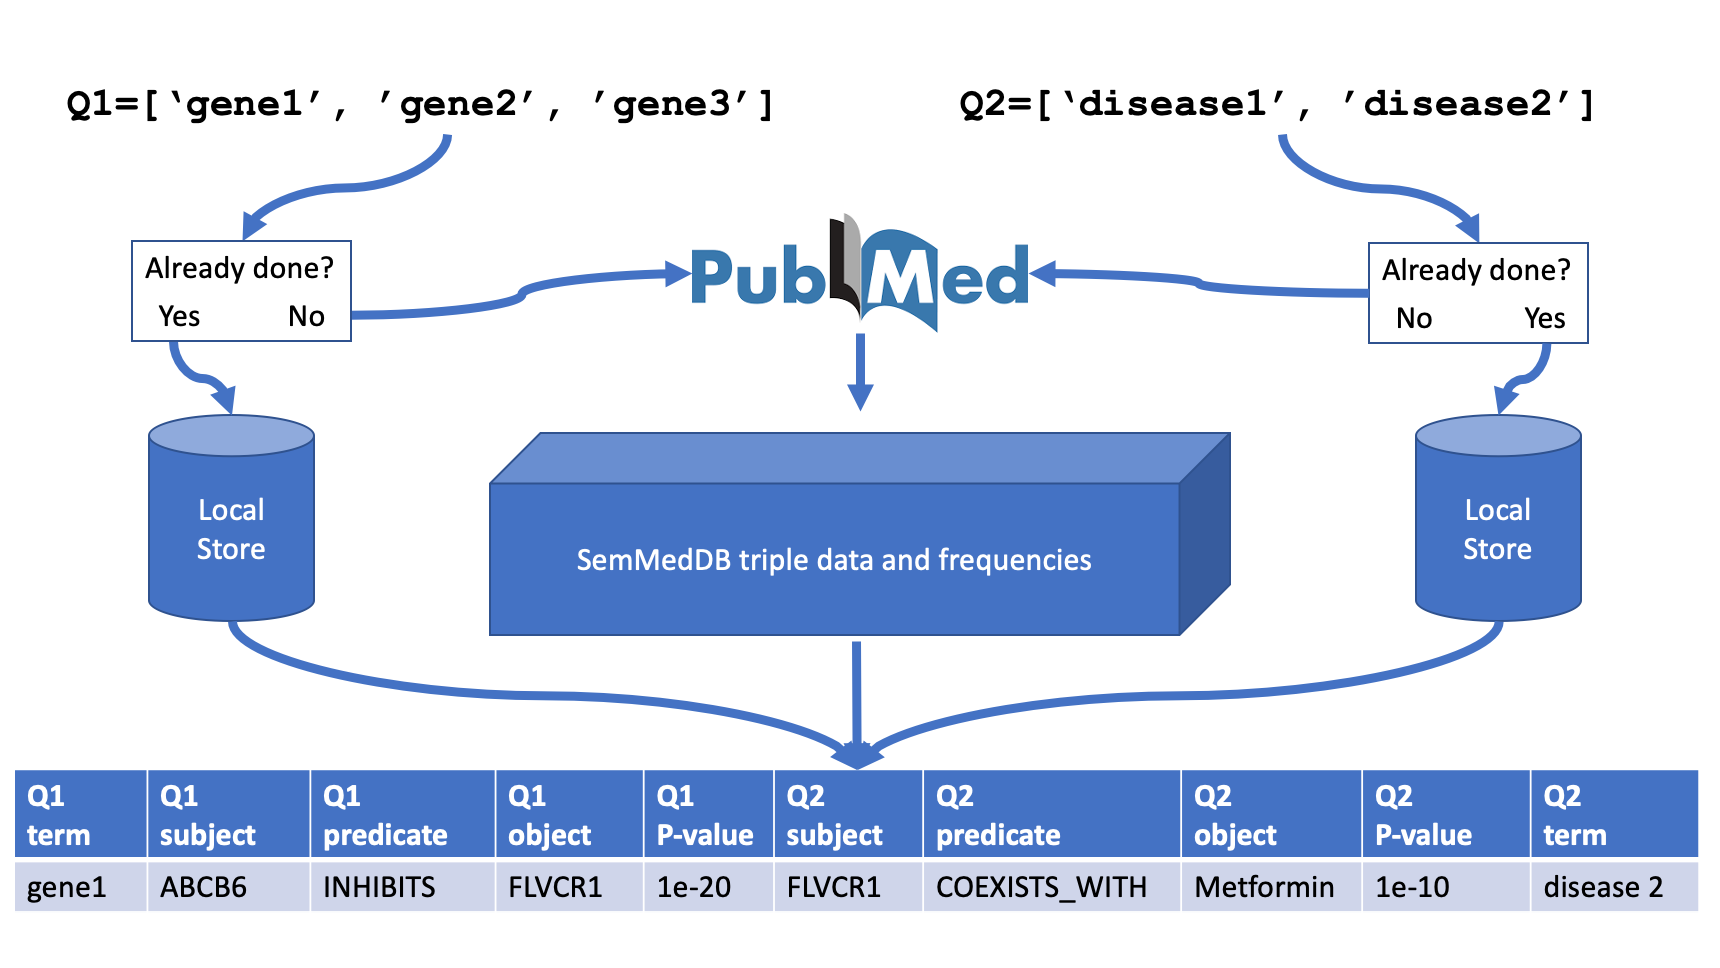 Q1=[‘gene1’, ’gene2’, ’gene3’]
Q2=[‘disease1’, ’disease2’]
PubMed
Already done?
Yes No
Already done?
No Yes
Local
Store
SemMedDB triple data and frequencies
Local
Store
Q1 term Q1 subject Q1 predicate Q1 object Q1 P-value Q2 subject Q2 predicate Q2 object Q2 P-value Q2 term
gene1 ABCB6 INHIBITS FLVCR1 1e-20 FLVCR1 COEXISTS_WITH Metformin 1e-10 disease 2